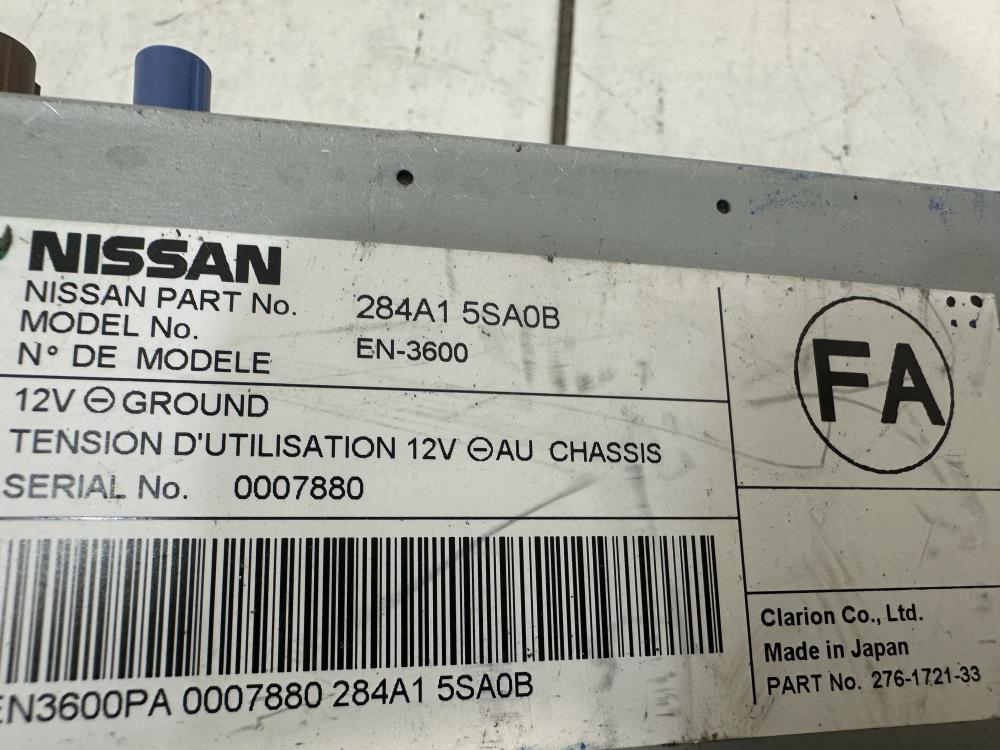 NISSAN
NISSAN PART No. 284A1 5SA0B
MODEL No.
N° DE MODELE EN-3600
12V ⊖ GROUND
TENSION D'UTILISATION 12V ⊖ AU CHASSIS
SERIAL No. 0007880
EN3600PA 0007880 284A1 5SA0B
FA
Clarion Co., Ltd.
Made in Japan
PART No. 276-1721-33